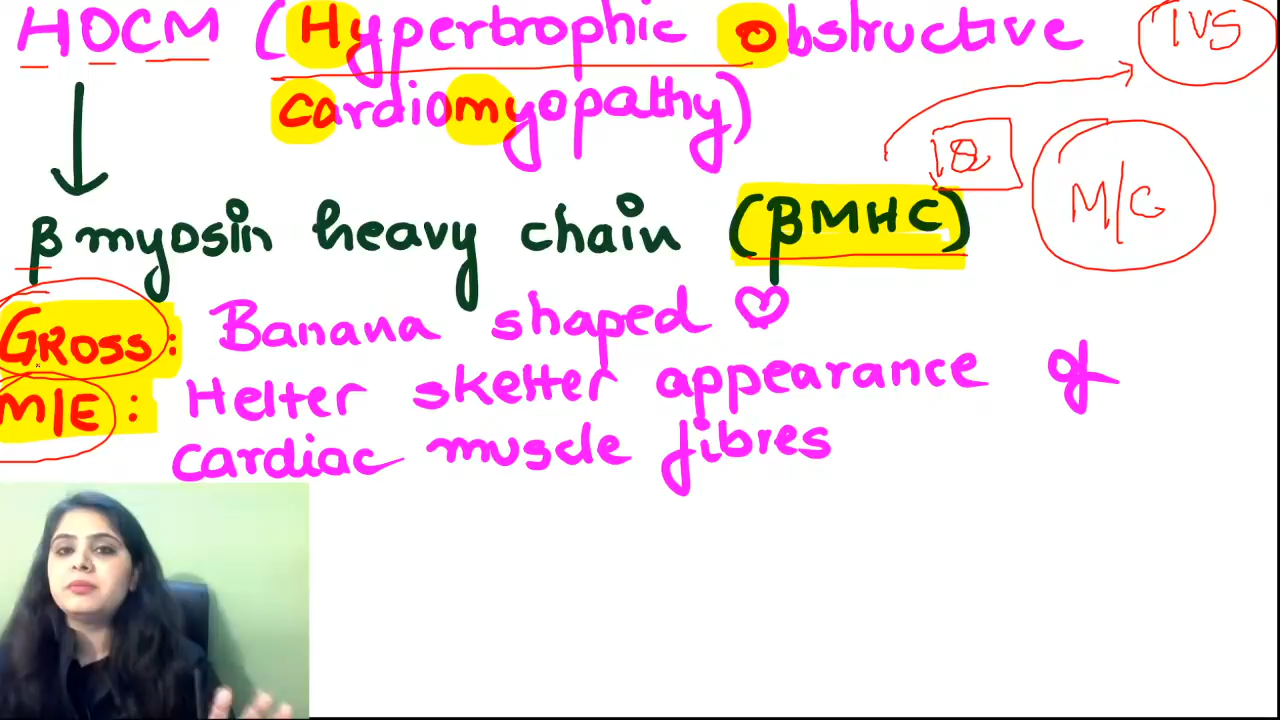 HOCM (Hypertrophic Obstructive
cardiomyopathy)
IVS
M/C
β myosin heavy chain (βMHC)
GROSS: Banana shaped ♡
M/E: Helter skelter appearance of
cardiac muscle fibres